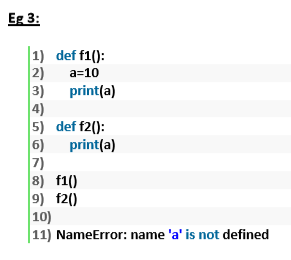 Eg 3:
1) def f1():
2)     a=10
3)     print(a)
4)
5) def f2():
6)     print(a)
7)
8) f1()
9) f2()
10)
11) NameError: name 'a' is not defined